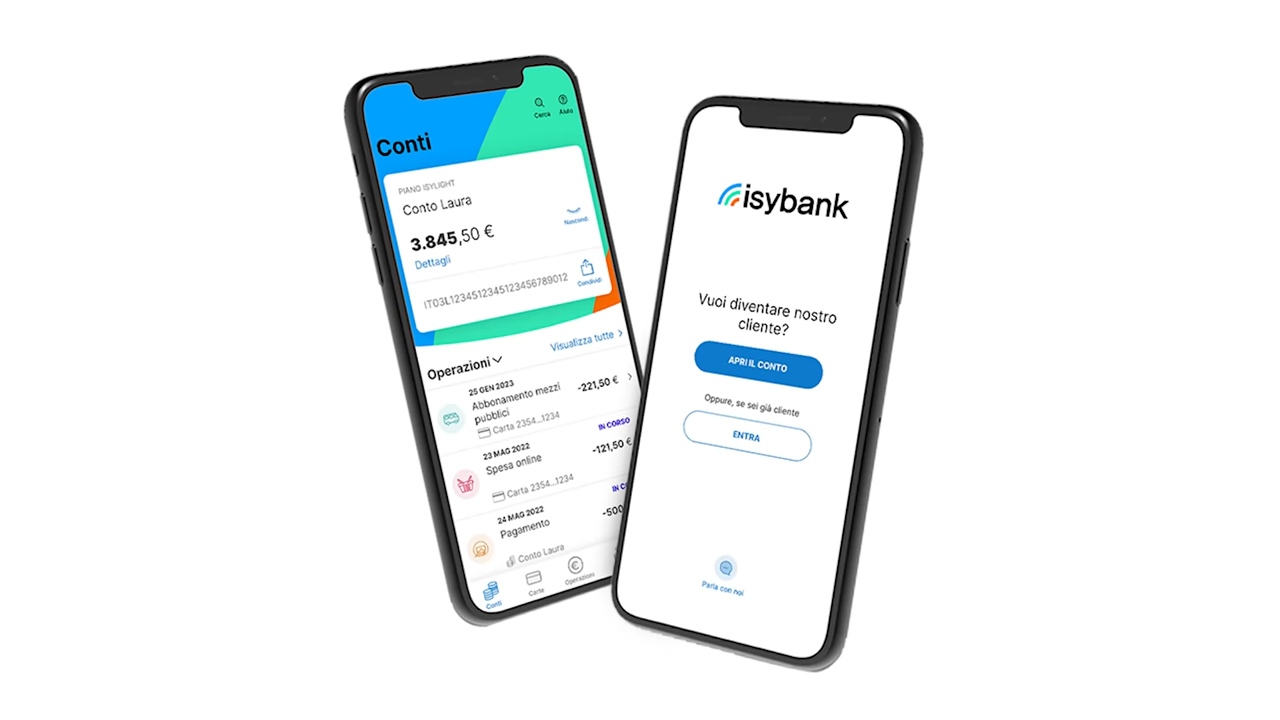 Cerca
Aiuto
Conti
PIANO ISYLIGHT
Conto Laura
3.845,50 €
Nascondi
Dettagli
IT03L1234512345123456789012
Condividi
Operazioni
Visualizza tutte
25 GEN 2023
Abbonamento mezzi
pubblici
-221,50 €
Carta 2354...1234
IN CORSO
23 MAG 2022
Spesa online
-121,50 €
Carta 2354...1234
IN C
24 MAG 2022
Pagamento
-500
Conto Laura
Conti
Carte
Operazioni
isybank
Vuoi diventare nostro
cliente?
APRI IL CONTO
Oppure, se sei già cliente
ENTRA
Parla con noi